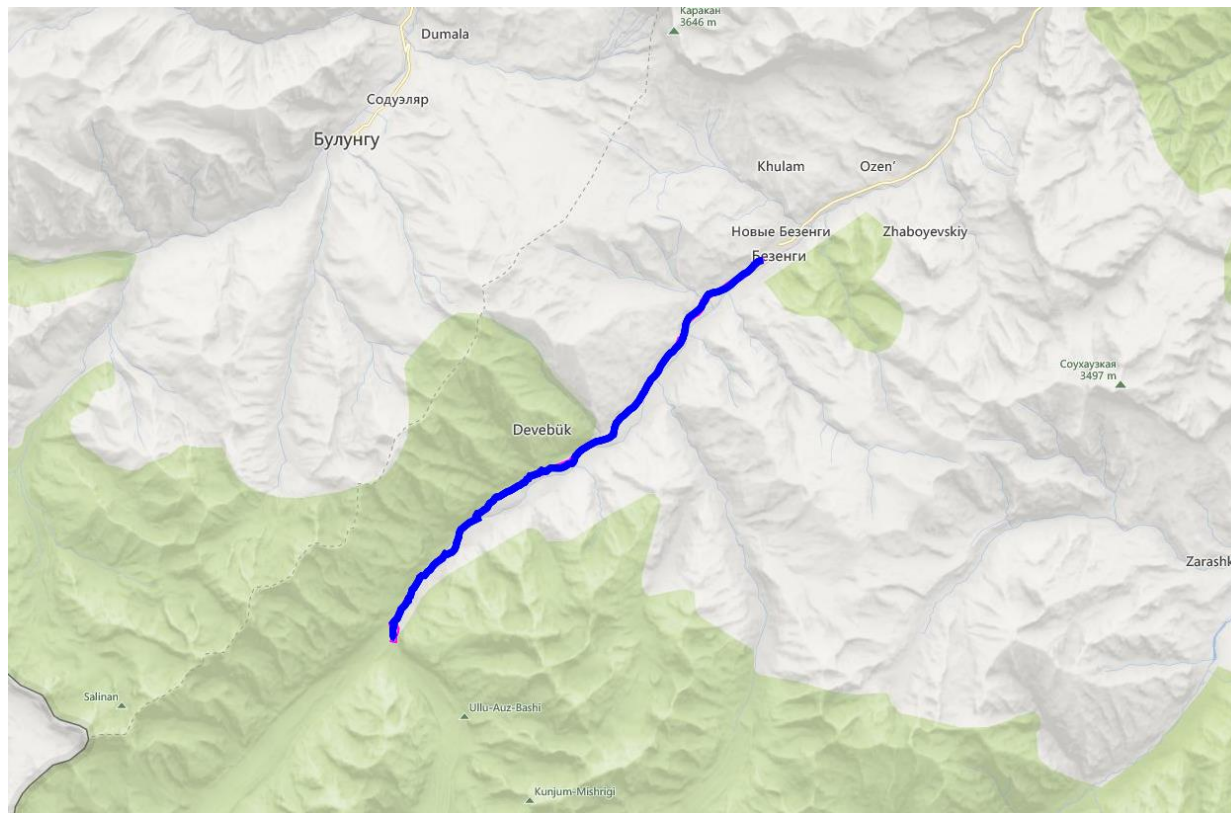 Каракан
3646 m
Dumala
Содуэляр
Булунгу
Khulam
Ozen’
Новые Безенги
Zhaboyevskiy
Безенги
Соухаузкая
3497 m
Devebük
Zarashk
Salinan
Ullu-Auz-Bashi
Kunjum-Mishrigi